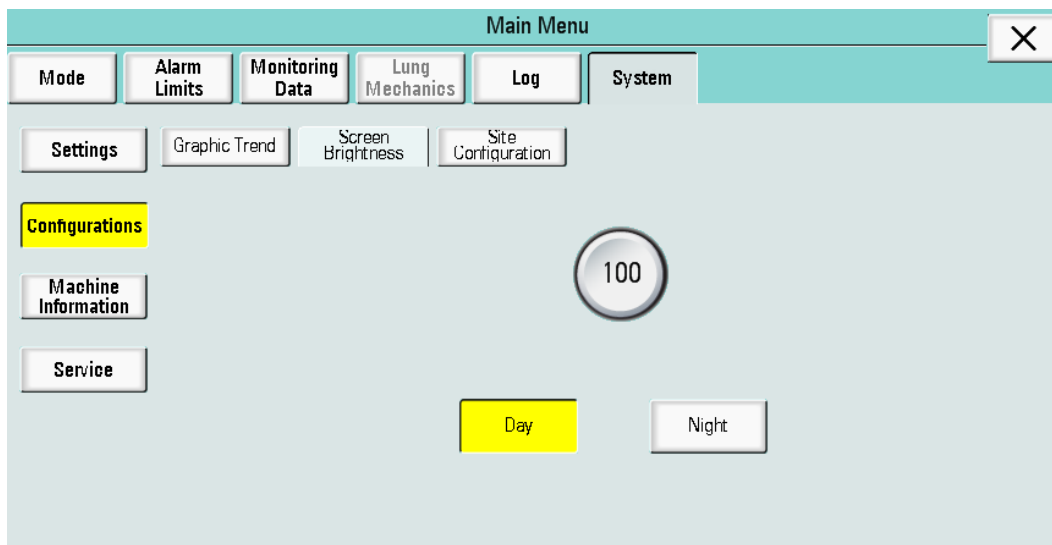 Main Menu
Mode
Alarm
Limits
Monitoring
Data
Lung
Mechanics
Log
System
Settings
Graphic Trend
Screen
Brightness
Site
Configuration
Configurations
100
Machine
Information
Service
Day
Night